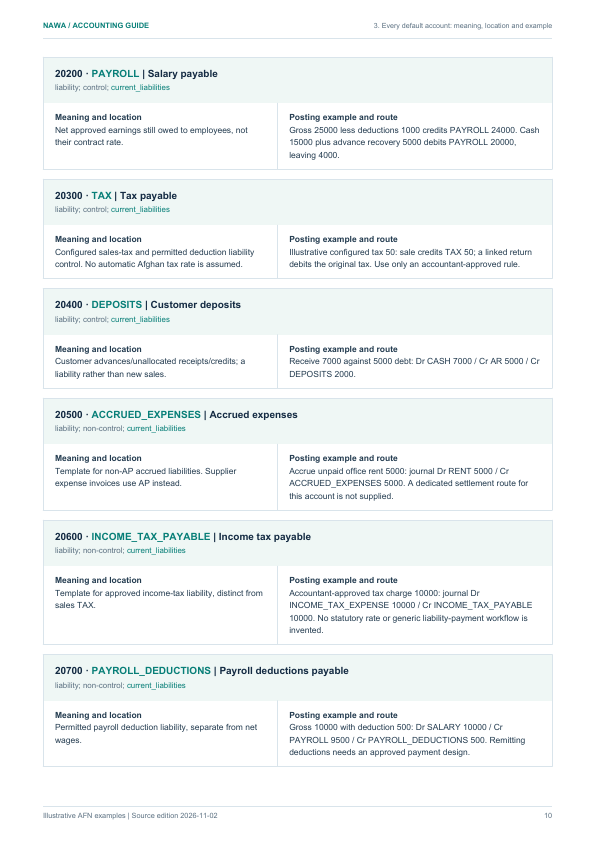 NAWA / ACCOUNTING GUIDE
3. Every default account: meaning, location and example
20200 · PAYROLL | Salary payable
liability; control; current_liabilities
Meaning and location
Net approved earnings still owed to employees, not
their contract rate.
Posting example and route
Gross 25000 less deductions 1000 credits PAYROLL 24000. Cash
15000 plus advance recovery 5000 debits PAYROLL 20000,
leaving 4000.
20300 · TAX | Tax payable
liability; control; current_liabilities
Meaning and location
Configured sales-tax and permitted deduction liability
control. No automatic Afghan tax rate is assumed.
Posting example and route
Illustrative configured tax 50: sale credits TAX 50; a linked return
debits the original tax. Use only an accountant-approved rule.
20400 · DEPOSITS | Customer deposits
liability; control; current_liabilities
Meaning and location
Customer advances/unallocated receipts/credits; a
liability rather than new sales.
Posting example and route
Receive 7000 against 5000 debt: Dr CASH 7000 / Cr AR 5000 / Cr
DEPOSITS 2000.
20500 · ACCRUED_EXPENSES | Accrued expenses
liability; non-control; current_liabilities
Meaning and location
Template for non-AP accrued liabilities. Supplier
expense invoices use AP instead.
Posting example and route
Accrue unpaid office rent 5000: journal Dr RENT 5000 / Cr
ACCRUED_EXPENSES 5000. A dedicated settlement route for
this account is not supplied.
20600 · INCOME_TAX_PAYABLE | Income tax payable
liability; non-control; current_liabilities
Meaning and location
Template for approved income-tax liability, distinct from
sales TAX.
Posting example and route
Accountant-approved tax charge 10000: journal Dr
INCOME_TAX_EXPENSE 10000 / Cr INCOME_TAX_PAYABLE
10000. No statutory rate or generic liability-payment workflow is
invented.
20700 · PAYROLL_DEDUCTIONS | Payroll deductions payable
liability; non-control; current_liabilities
Meaning and location
Permitted payroll deduction liability, separate from net
wages.
Posting example and route
Gross 10000 with deduction 500: Dr SALARY 10000 / Cr
PAYROLL 9500 / Cr PAYROLL_DEDUCTIONS 500. Remitting
deductions needs an approved payment design.
Illustrative AFN examples | Source edition 2026-11-02
10